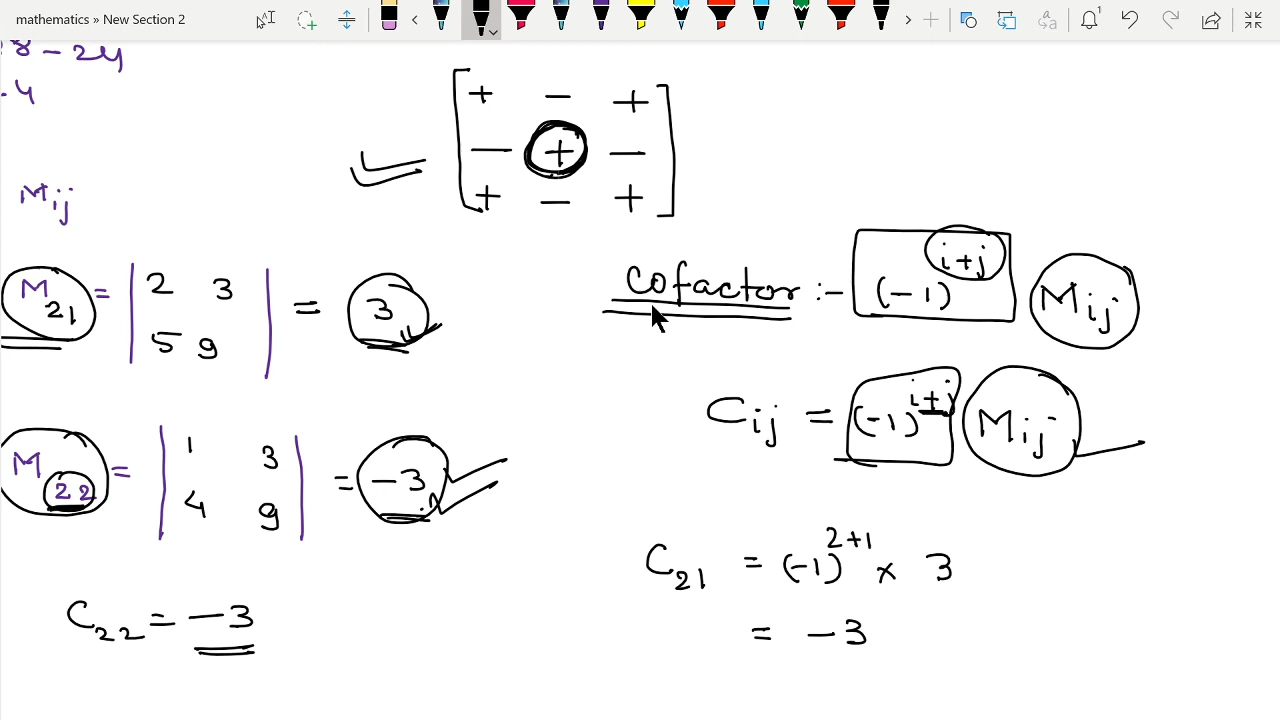 mathematics » New Section 2
8 - 24
- 4
[ + - +
- + -
+ - + ]
Mij
M21 = | 2 3
5 9 | = 3
cofactor :- (-1)^i+j Mij
Cij = (-1)^i+j Mij
M22 = | 1 3
4 9 | = -3
C21 = (-1)^2+1 × 3
= -3
C22 = -3